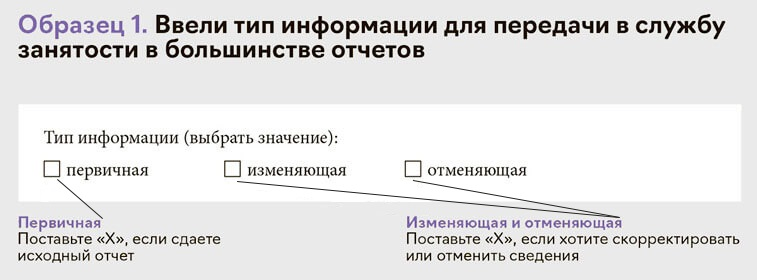 Образец 1. Ввели тип информации для передачи в службу
занятости в большинстве отчетов
Тип информации (выбрать значение):
первичная изменяющая отменяющая
Первичная
Поставьте «Х», если сдаете
исходный отчет
Изменяющая и отменяющая
Поставьте «Х», если хотите скорректировать
или отменить сведения